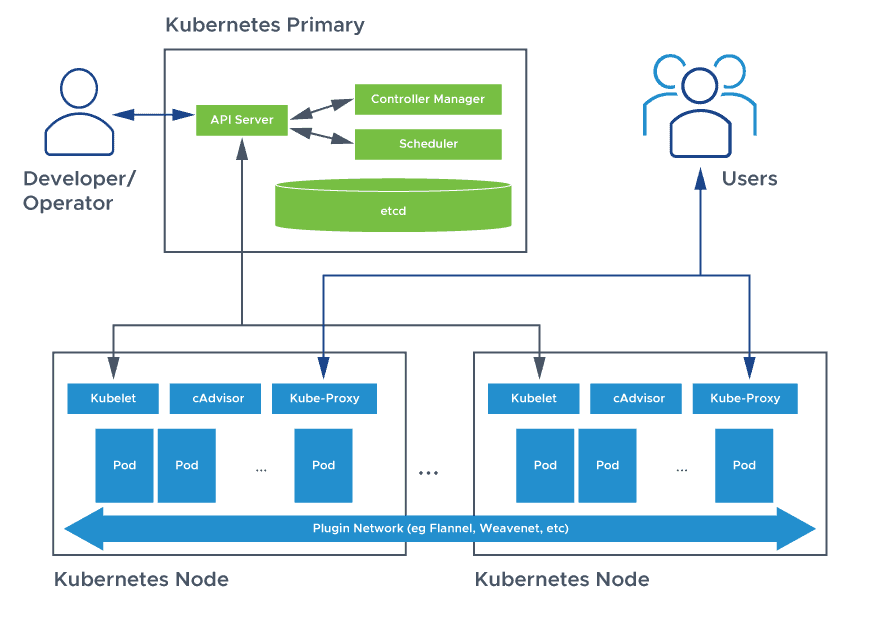 Kubernetes Primary
API Server
Controller Manager
Scheduler
etcd
Developer/
Operator
Users
Kubelet
cAdvisor
Kube-Proxy
Pod
Pod
...
Pod
...
Kubelet
cAdvisor
Kube-Proxy
Pod
Pod
...
Pod
Plugin Network (eg Flannel, Weavenet, etc)
Kubernetes Node
Kubernetes Node